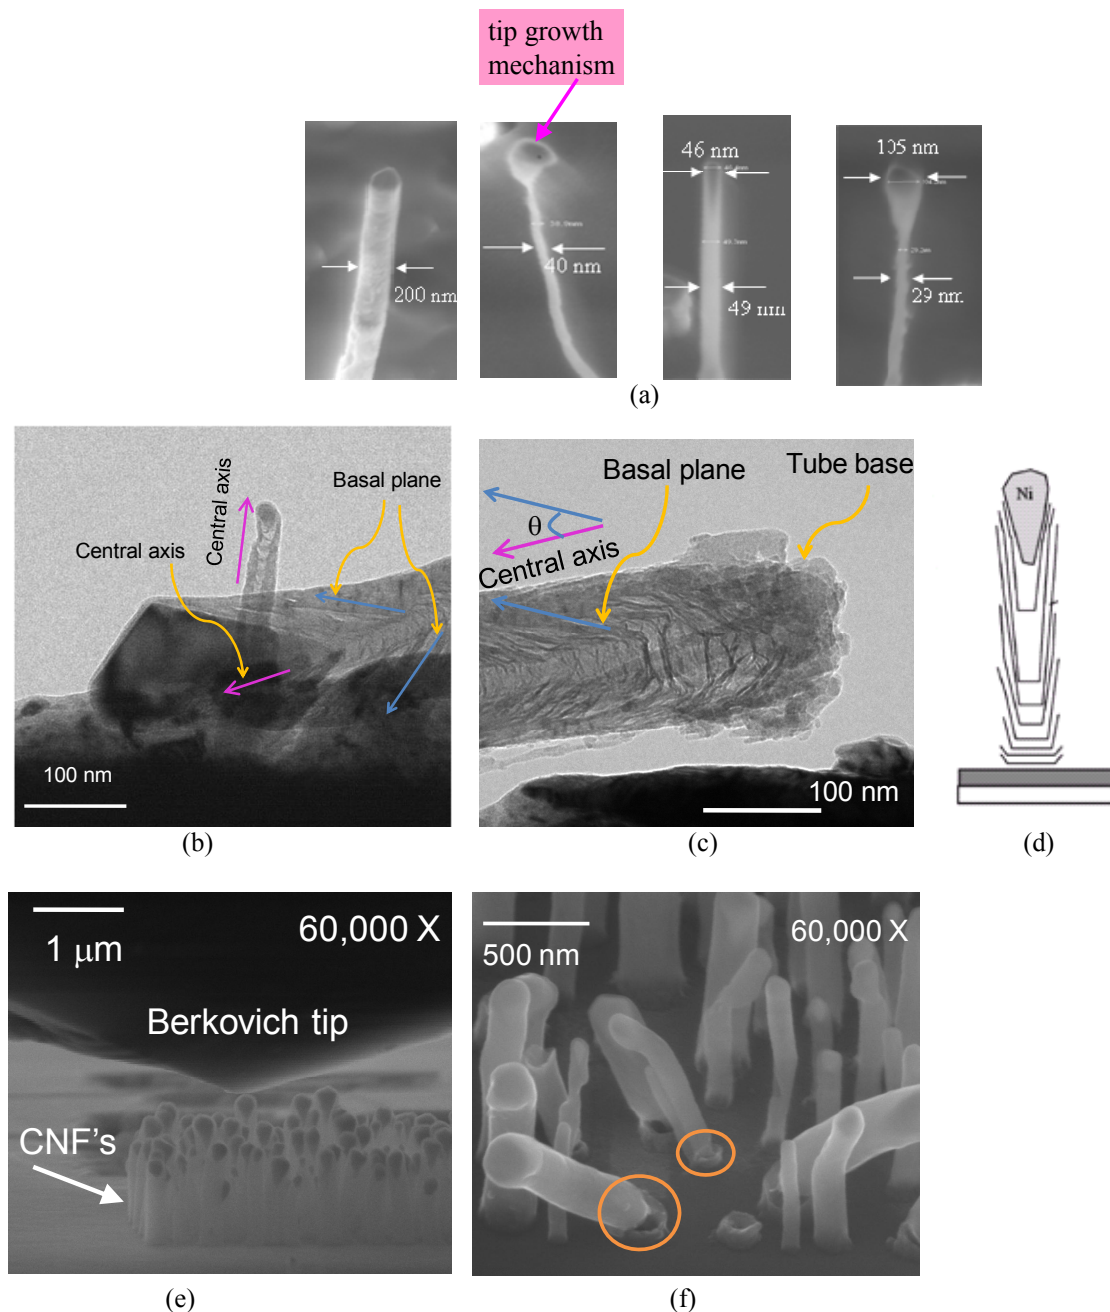 tip growth
mechanism
200 nm
40 nm
46 nm
49 nm
105 nm
29 nm
(a)
Central axis
Basal plane
Central axis
100 nm
(b)
Basal plane
Tube base
θ
Central axis
100 nm
(c)
Ni
(d)
1 μm
60,000 X
Berkovich tip
CNF's
(e)
500 nm
60,000 X
(f)